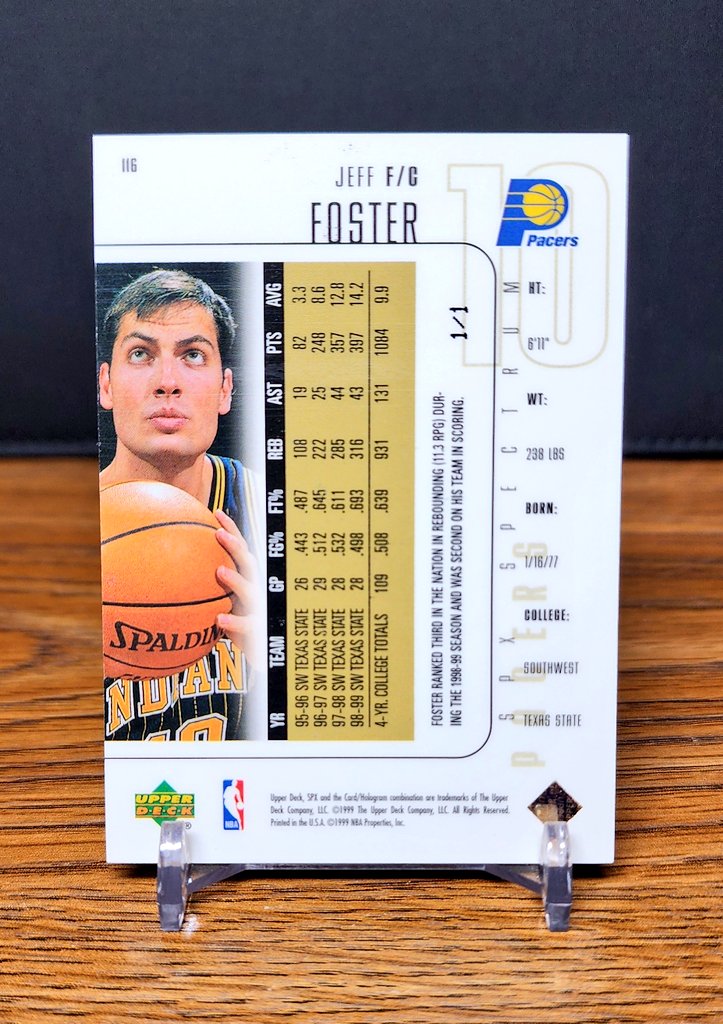 116
JEFF F/C
FOSTER
10
Pacers
HT:
6'11"
WT:
238 LBS
BORN:
1/16/77
COLLEGE:
SOUTHWEST
TEXAS STATE
SPX SPECTRUM
PACERS
1/1
YR TEAM GP FG% FT% REB AST PTS AVG
95-96 SW TEXAS STATE 26 .443 .487 108 19 82 3.3
96-97 SW TEXAS STATE 29 .512 .645 222 25 248 8.6
97-98 SW TEXAS STATE 28 .532 .611 285 44 357 12.8
98-99 SW TEXAS STATE 28 .498 .693 316 43 397 14.2
4-YR. COLLEGE TOTALS 109 .508 .639 931 131 1084 9.9
FOSTER RANKED THIRD IN THE NATION IN REBOUNDING (11.3 RPG) DUR-
ING THE 1998-99 SEASON AND WAS SECOND ON HIS TEAM IN SCORING.
SPALDIN
INDIAN
10
UPPER
DECK
®
NBA
Upper Deck, SPX and the Card/Hologram combination are trademarks of The Upper
Deck Company, LLC. ©1999 The Upper Deck Company, LLC. All Rights Reserved.
Printed in the U.S.A. ©1999 NBA Properties, Inc.